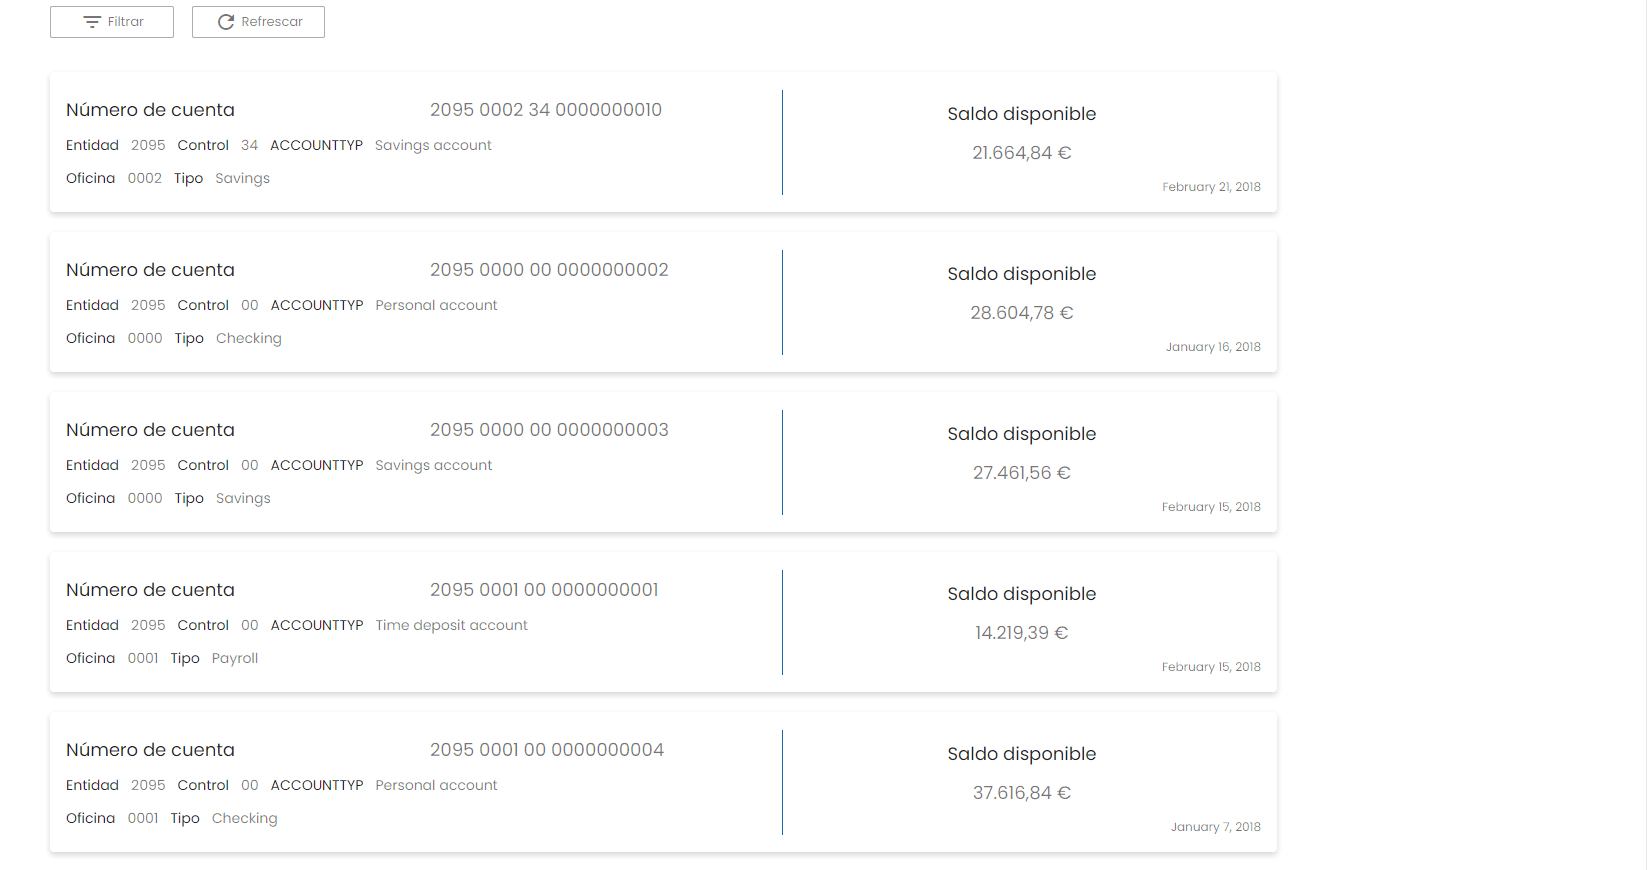 Filtrar Refrescar
Número de cuenta 2095 0002 34 0000000010
Entidad 2095 Control 34 ACCOUNTTYP Savings account
Oficina 0002 Tipo Savings
Saldo disponible
21.664,84 €
February 21, 2018
Número de cuenta 2095 0000 00 0000000002
Entidad 2095 Control 00 ACCOUNTTYP Personal account
Oficina 0000 Tipo Checking
Saldo disponible
28.604,78 €
January 16, 2018
Número de cuenta 2095 0000 00 0000000003
Entidad 2095 Control 00 ACCOUNTTYP Savings account
Oficina 0000 Tipo Savings
Saldo disponible
27.461,56 €
February 15, 2018
Número de cuenta 2095 0001 00 0000000001
Entidad 2095 Control 00 ACCOUNTTYP Time deposit account
Oficina 0001 Tipo Payroll
Saldo disponible
14.219,39 €
February 15, 2018
Número de cuenta 2095 0001 00 0000000004
Entidad 2095 Control 00 ACCOUNTTYP Personal account
Oficina 0001 Tipo Checking
Saldo disponible
37.616,84 €
January 7, 2018